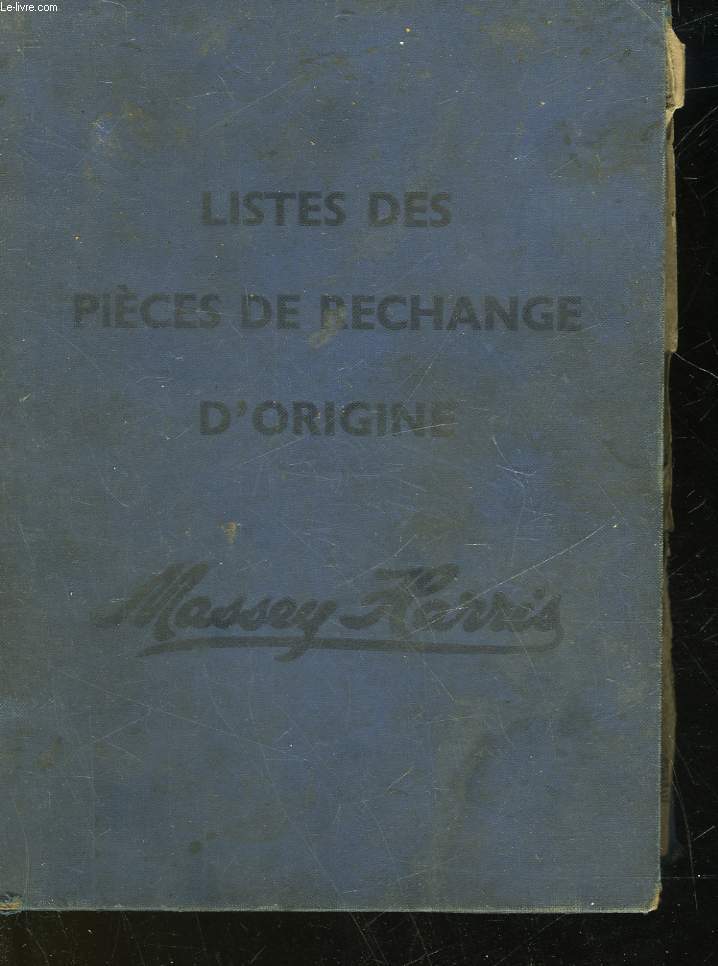 Le-livre.com
LISTES DES
PIÈCES DE RECHANGE
D'ORIGINE
Massey-Harris